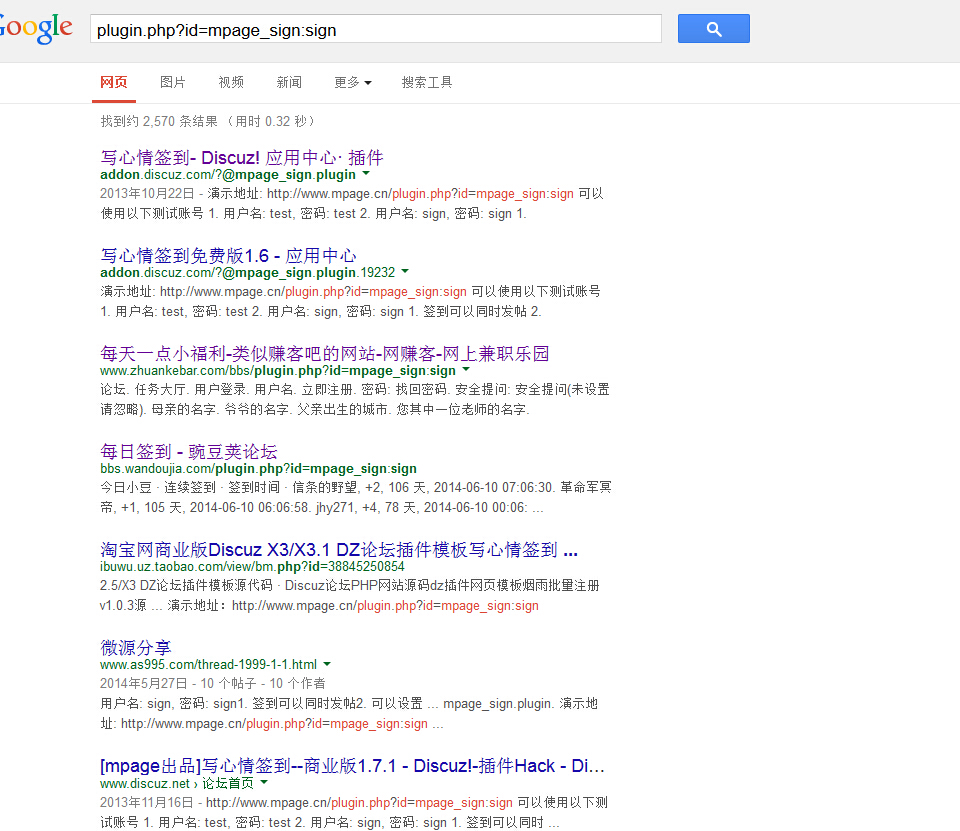 Google
plugin.php?id=mpage_sign:sign
网页 图片 视频 新闻 更多 搜索工具
找到约 2,570 条结果 （用时 0.32 秒）
写心情签到- Discuz! 应用中心· 插件
addon.discuz.com/?@mpage_sign.plugin
2013年10月22日 - 演示地址: http://www.mpage.cn/plugin.php?id=mpage_sign:sign 可以
使用以下测试账号 1. 用户名: test, 密码: test 2. 用户名: sign, 密码: sign 1.
写心情签到免费版1.6 - 应用中心
addon.discuz.com/?@mpage_sign.plugin.19232
演示地址: http://www.mpage.cn/plugin.php?id=mpage_sign:sign 可以使用以下测试账号
1. 用户名: test, 密码: test 2. 用户名: sign, 密码: sign 1. 签到可以同时发帖 2.
每天一点小福利-类似赚客吧的网站-网赚客-网上兼职乐园
www.zhuankebar.com/bbs/plugin.php?id=mpage_sign:sign
论坛. 任务大厅. 用户登录. 用户名. 立即注册. 密码: 找回密码. 安全提问: 安全提问(未设置
请忽略). 母亲的名字. 爷爷的名字. 父亲出生的城市. 您其中一位老师的名字.
每日签到 - 豌豆荚论坛
bbs.wandoujia.com/plugin.php?id=mpage_sign:sign
今日小豆 · 连续签到 · 签到时间 · 信条的野望, +2, 106 天, 2014-06-10 07:06:30. 革命军冥
帝, +1, 105 天, 2014-06-10 06:06:58. jhy271, +4, 78 天, 2014-06-10 00:06: ...
淘宝网商业版Discuz X3/X3.1 DZ论坛插件模板写心情签到 ...
ibuwu.uz.taobao.com/view/bm.php?id=38845250854
2.5/X3 DZ论坛插件模板源代码 · Discuz论坛PHP网站源码dz插件网页模板烟雨批量注册
v1.0.3源 ... 演示地址：http://www.mpage.cn/plugin.php?id=mpage_sign:sign
微源分享
www.as995.com/thread-1999-1-1.html
2014年5月27日 - 10 个帖子 - 10 个作者
用户名: sign, 密码: sign1. 签到可以同时发帖2. 可以设置 ... mpage_sign.plugin. 演示地
址: http://www.mpage.cn/plugin.php?id=mpage_sign:sign ...
[mpage出品]写心情签到--商业版1.7.1 - Discuz!-插件Hack - Di...
www.discuz.net › 论坛首页
2013年11月16日 - http://www.mpage.cn/plugin.php?id=mpage_sign:sign 可以使用以下测
试账号 1. 用户名: test, 密码: test 2. 用户名: sign, 密码: sign 1. 签到可以同时 ...